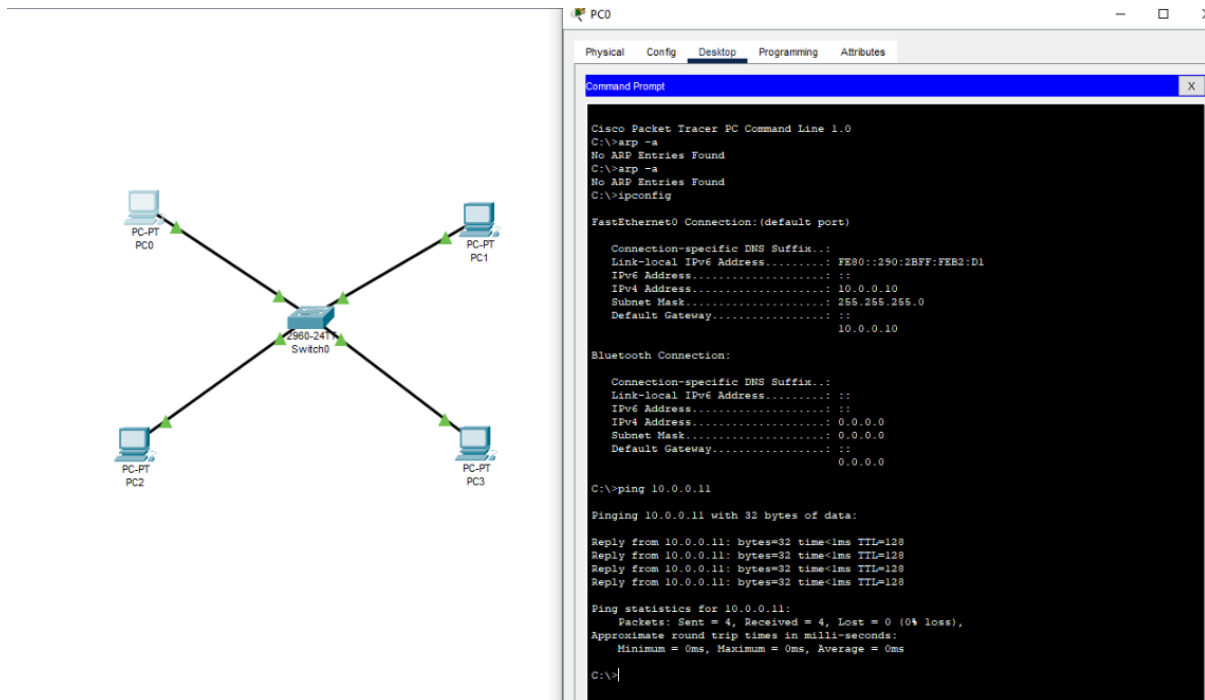 PC-PT
PC0
PC-PT
PC1
2960-24TT
Switch0
PC-PT
PC2
PC-PT
PC3
PC0
Physical Config Desktop Programming Attributes
Command Prompt
X
Cisco Packet Tracer PC Command Line 1.0
C:\>arp -a
No ARP Entries Found
C:\>arp -a
No ARP Entries Found
C:\>ipconfig
FastEthernet0 Connection:(default port)
Connection-specific DNS Suffix..:
Link-local IPv6 Address.........: FE80::290:2BFF:FEB2:D1
IPv6 Address....................: ::
IPv4 Address....................: 10.0.0.10
Subnet Mask.....................: 255.255.255.0
Default Gateway.................: ::
10.0.0.10
Bluetooth Connection:
Connection-specific DNS Suffix..:
Link-local IPv6 Address.........: ::
IPv6 Address....................: ::
IPv4 Address....................: 0.0.0.0
Subnet Mask.....................: 0.0.0.0
Default Gateway.................: ::
0.0.0.0
C:\>ping 10.0.0.11
Pinging 10.0.0.11 with 32 bytes of data:
Reply from 10.0.0.11: bytes=32 time<1ms TTL=128
Reply from 10.0.0.11: bytes=32 time<1ms TTL=128
Reply from 10.0.0.11: bytes=32 time<1ms TTL=128
Reply from 10.0.0.11: bytes=32 time<1ms TTL=128
Ping statistics for 10.0.0.11:
Packets: Sent = 4, Received = 4, Lost = 0 (0% loss),
Approximate round trip times in milli-seconds:
Minimum = 0ms, Maximum = 0ms, Average = 0ms
C:\>